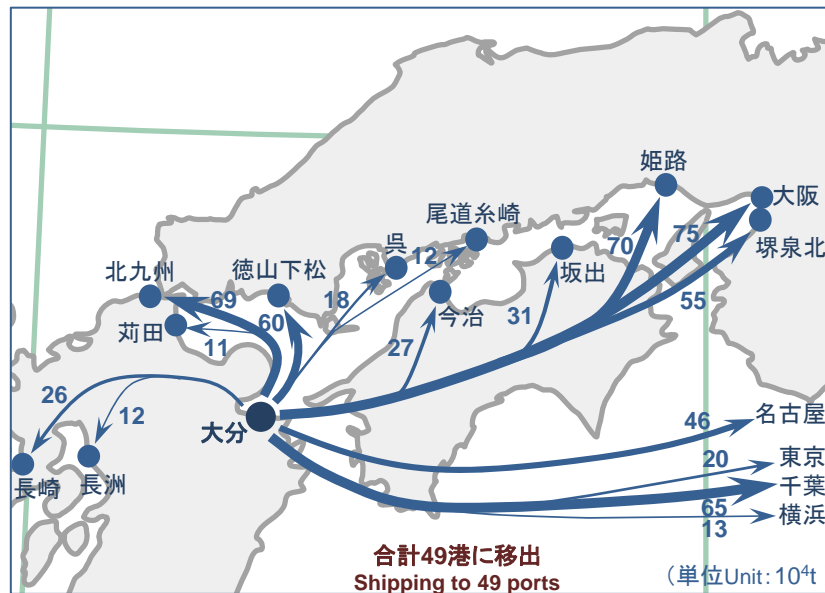 姫路
大阪
尾道糸崎
70
75
呉
12
堺泉北
北九州
徳山下松
坂出
69
18
55
苅田
60
今治
31
11
27
26
12
大分
46
名古屋
20
東京
長崎
長洲
千葉
65
横浜
13
合計49港に移出
Shipping to 49 ports
(単位Unit:10⁴t